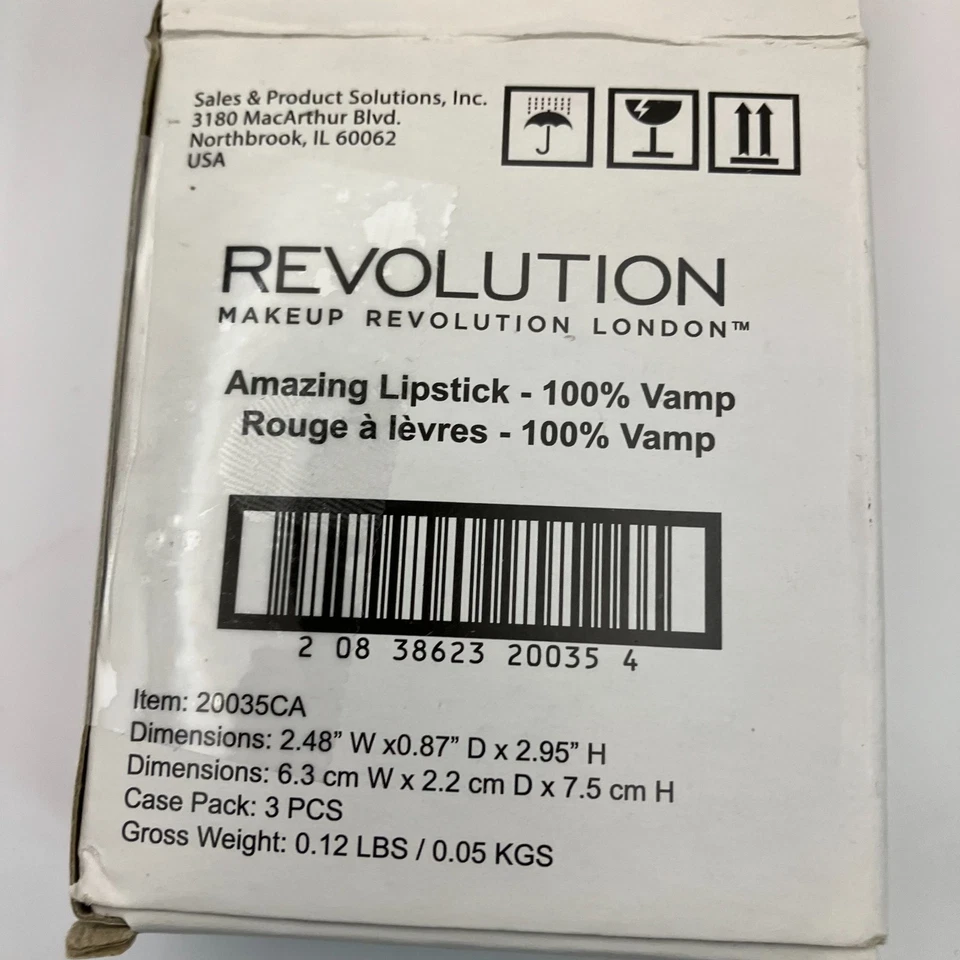 Sales & Product Solutions, Inc.
3180 MacArthur Blvd.
Northbrook, IL 60062
USA
REVOLUTION
MAKEUP REVOLUTION LONDON™
Amazing Lipstick - 100% Vamp
Rouge à lèvres - 100% Vamp
2 08 38623 20035 4
Item: 20035CA
Dimensions: 2.48” W x0.87” D x 2.95” H
Dimensions: 6.3 cm W x 2.2 cm D x 7.5 cm H
Case Pack: 3 PCS
Gross Weight: 0.12 LBS / 0.05 KGS